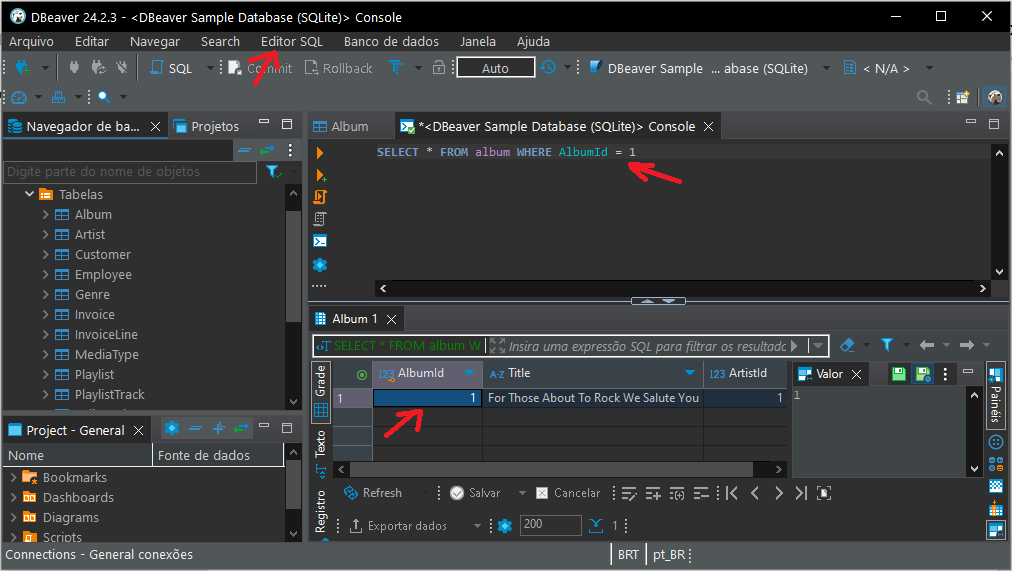 DBeaver 24.2.3 - <DBeaver Sample Database (SQLite)> Console
Arquivo Editar Navegar Search Editor SQL Banco de dados Janela Ajuda
SQL Commit Rollback Auto DBeaver Sample ... abase (SQLite) < N/A >
Navegador de ba... Projetos
Digite parte do nome de objetos
Tabelas
Album
Artist
Customer
Employee
Genre
Invoice
InvoiceLine
MediaType
Playlist
PlaylistTrack
Project - General
Nome Fonte de dados
Bookmarks
Dashboards
Diagrams
Scripts
Album *<DBeaver Sample Database (SQLite)> Console
SELECT * FROM album WHERE AlbumId = 1
Album 1
SELECT * FROM album W Insira uma expressão SQL para filtrar os resultado
Grade
Texto
Registro
123 AlbumId A-Z Title 123 ArtistId
1 1 For Those About To Rock We Salute You 1
Valor
1
Painéis
Refresh Salvar Cancelar
Exportar dados 200 1
Connections - General conexões BRT pt_BR